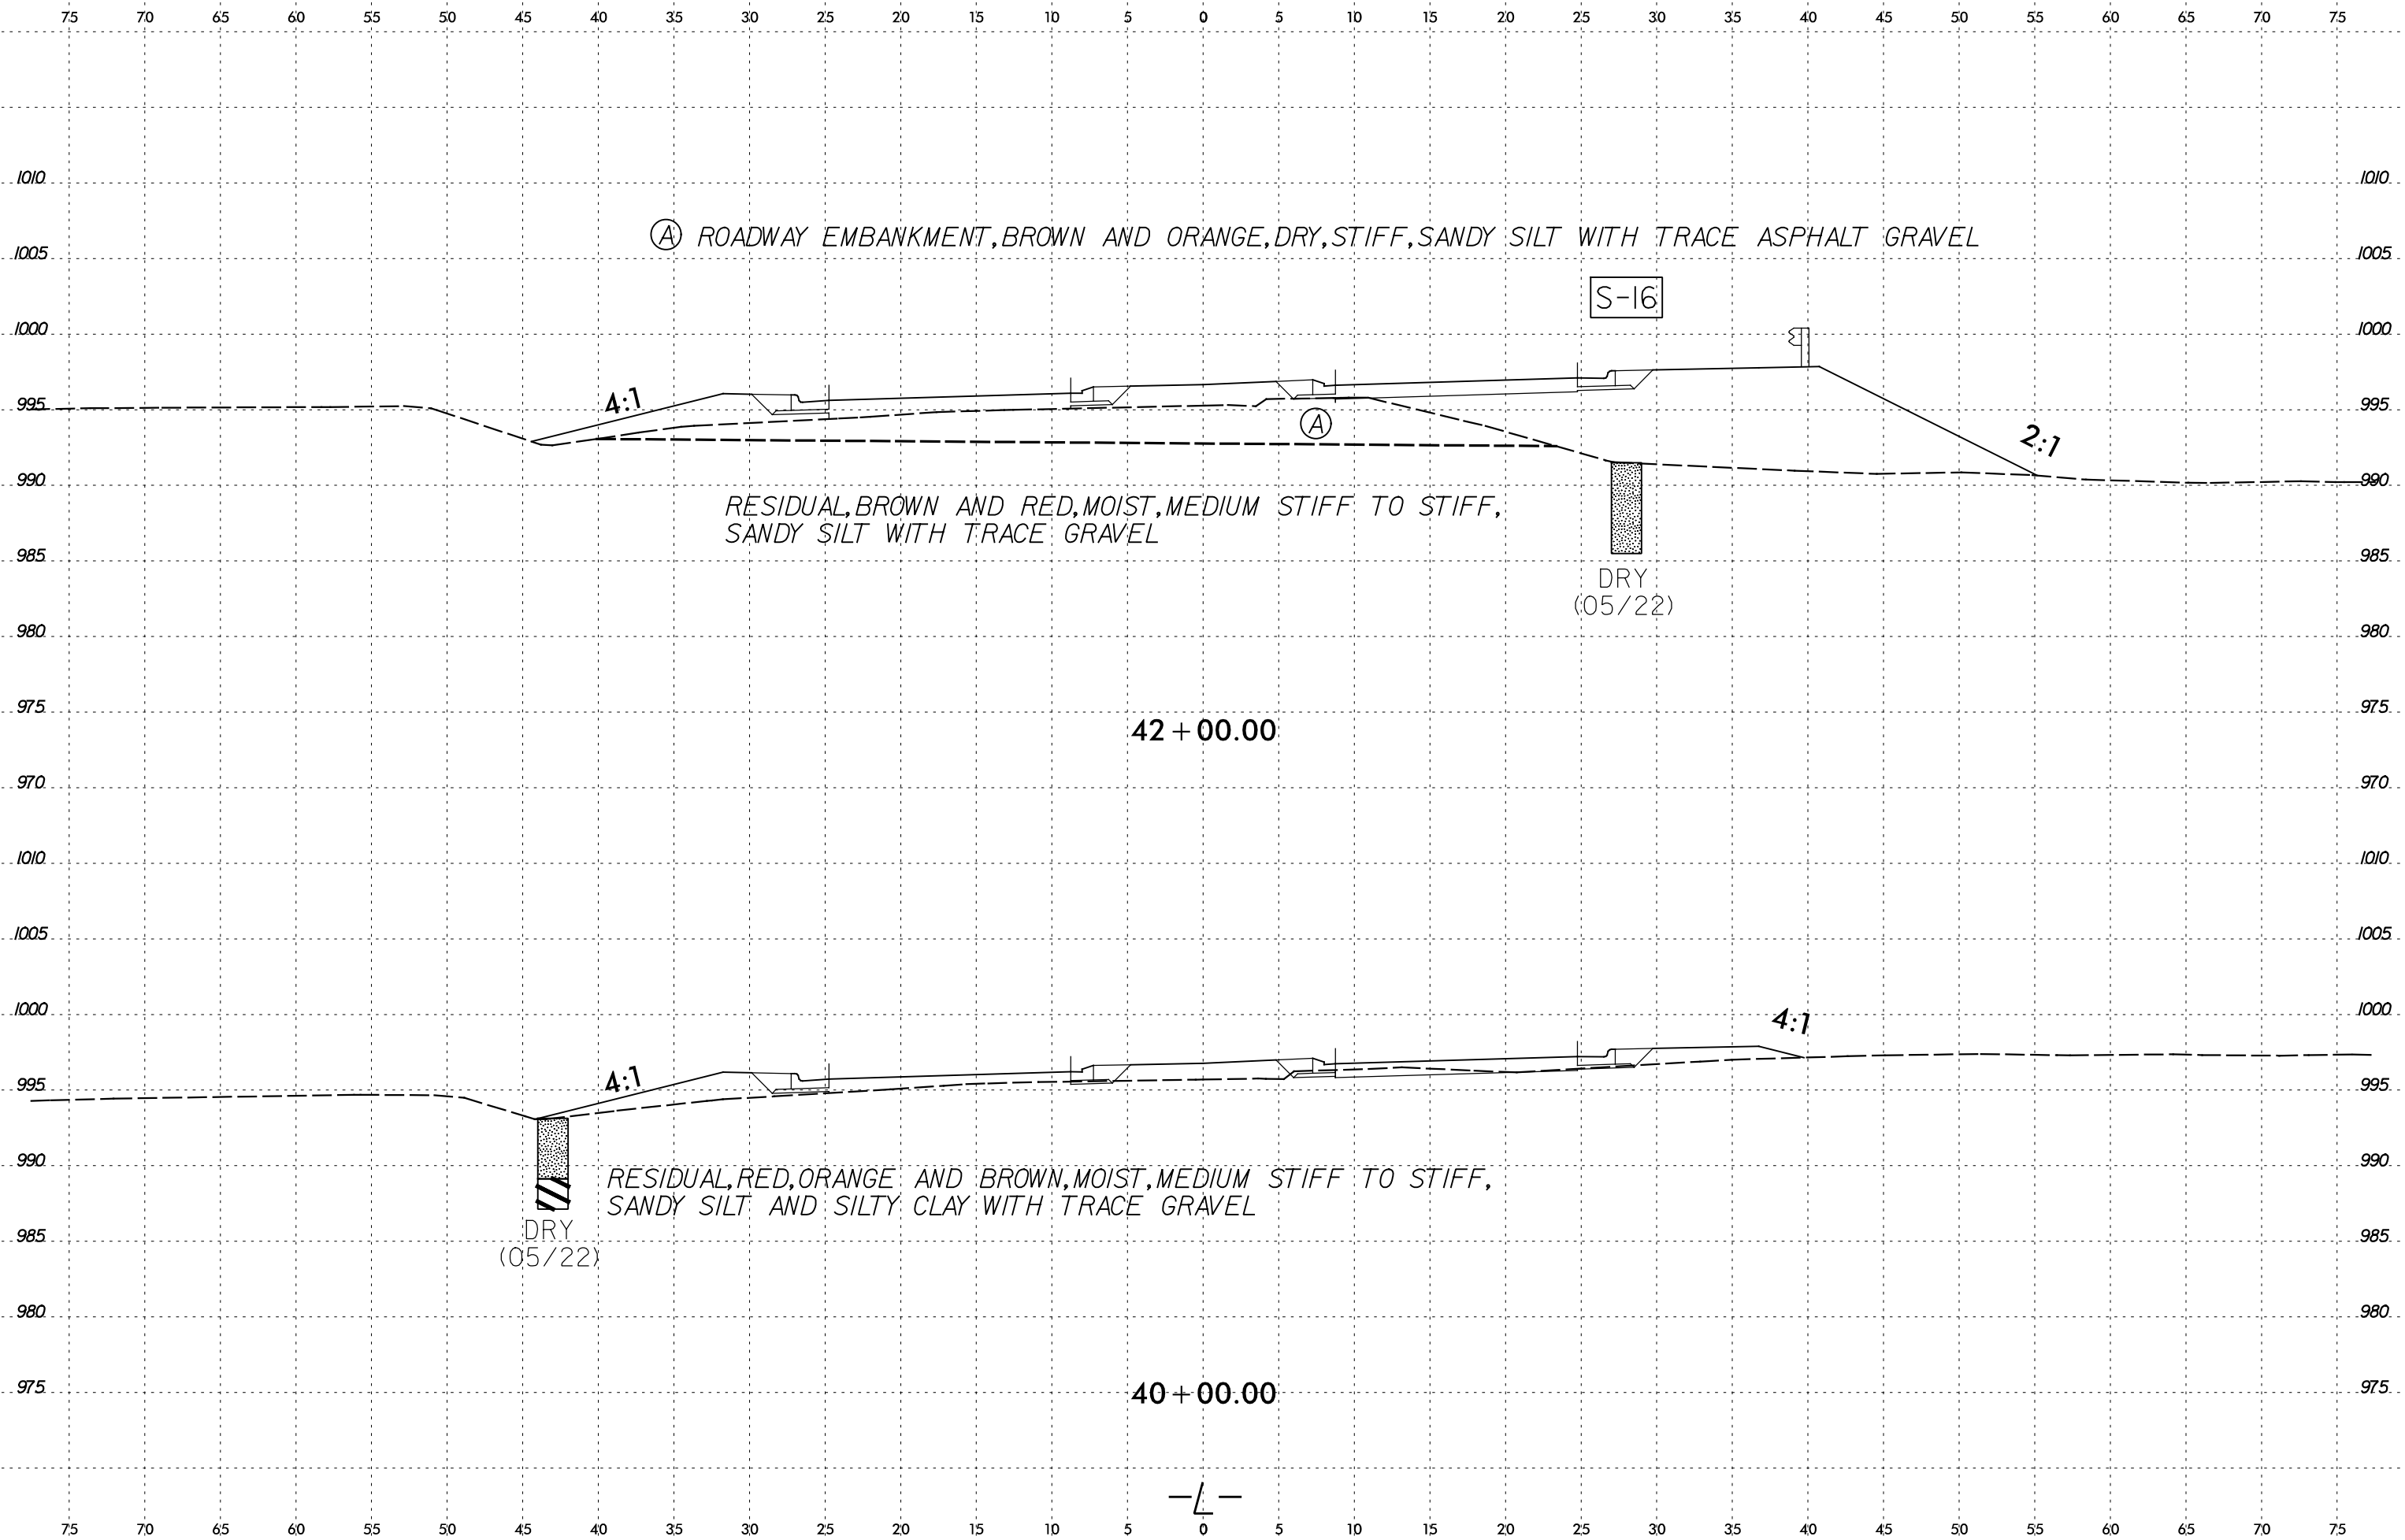 75 70 65 60 55 50 45 40 35 30 25 20 15 10 5 0 5 10 15 20 25 30 35 40 45 50 55 60 65 70 75
1010 1010
Ⓐ ROADWAY EMBANKMENT, BROWN AND ORANGE, DRY, STIFF, SANDY SILT WITH TRACE ASPHALT GRAVEL
1005 1005
S-16
1000 1000
4:1
995 995
A
2:1
990 990
RESIDUAL, BROWN AND RED, MOIST, MEDIUM STIFF TO STIFF,
SANDY SILT WITH TRACE GRAVEL
985 985
DRY
(05/22)
980 980
975 975
42+00.00
970 970
1010 1010
1005 1005
1000 1000
4:1
4:1
995 995
990 990
RESIDUAL, RED, ORANGE AND BROWN, MOIST, MEDIUM STIFF TO STIFF,
SANDY SILT AND SILTY CLAY WITH TRACE GRAVEL
DRY
985 985
(05/22)
980 980
975 975
40+00.00
-L-
75 70 65 60 55 50 45 40 35 30 25 20 15 10 5 0 5 10 15 20 25 30 35 40 45 50 55 60 65 70 75